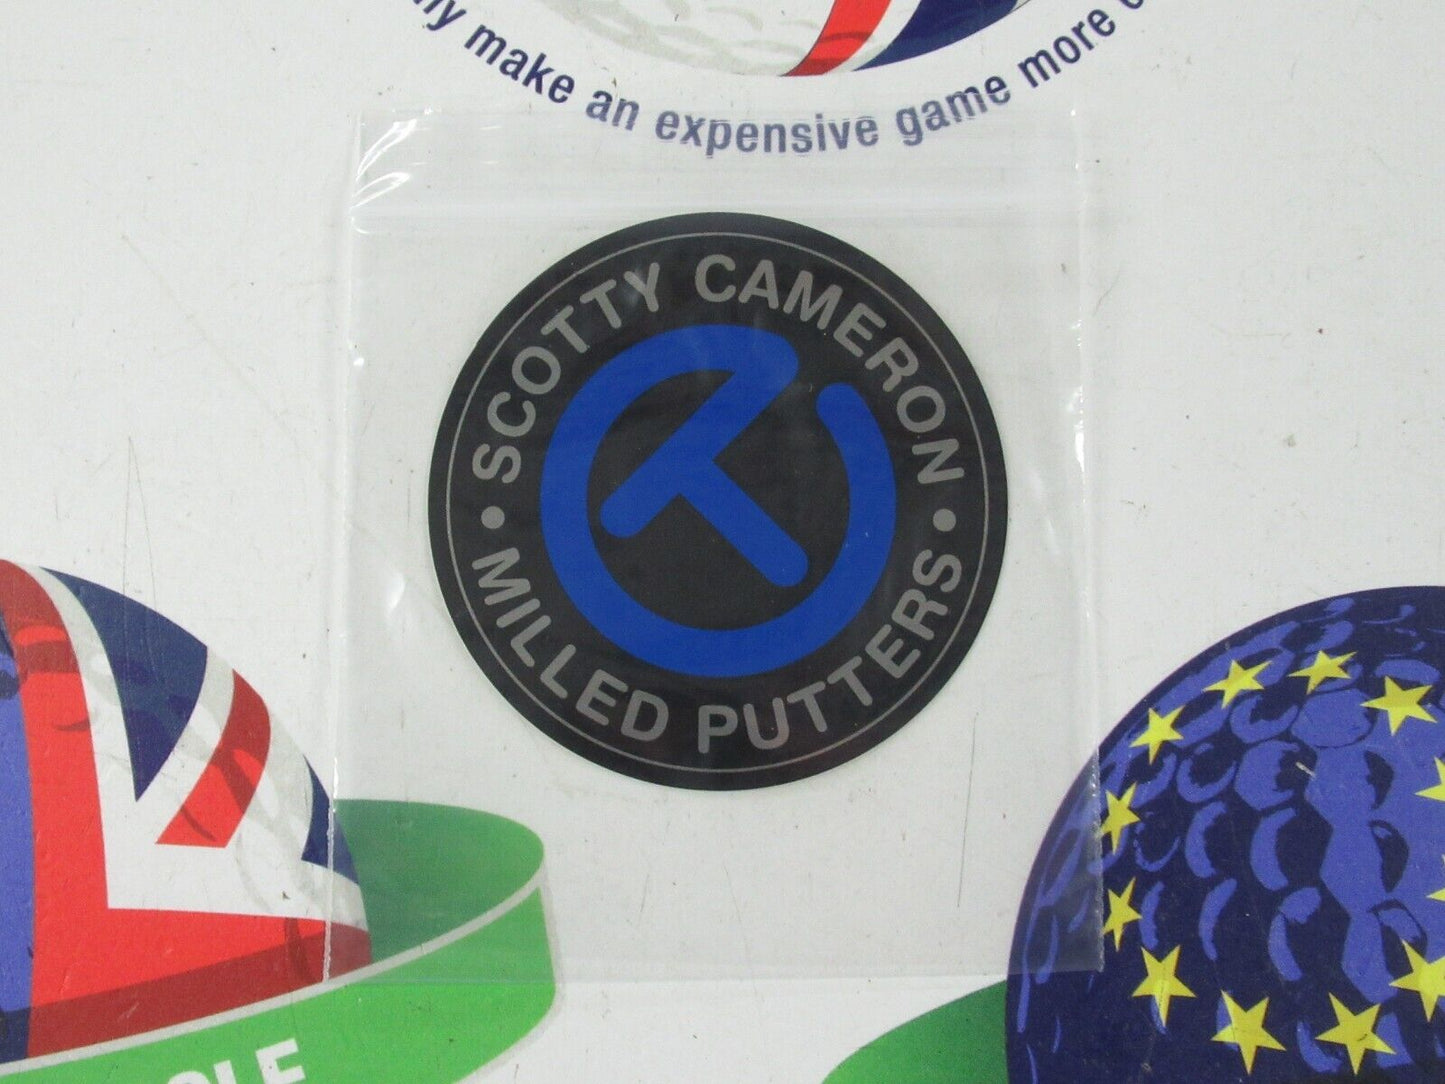 make an expensive game more
SCOTTY CAMERON
• MILLED PUTTERS •